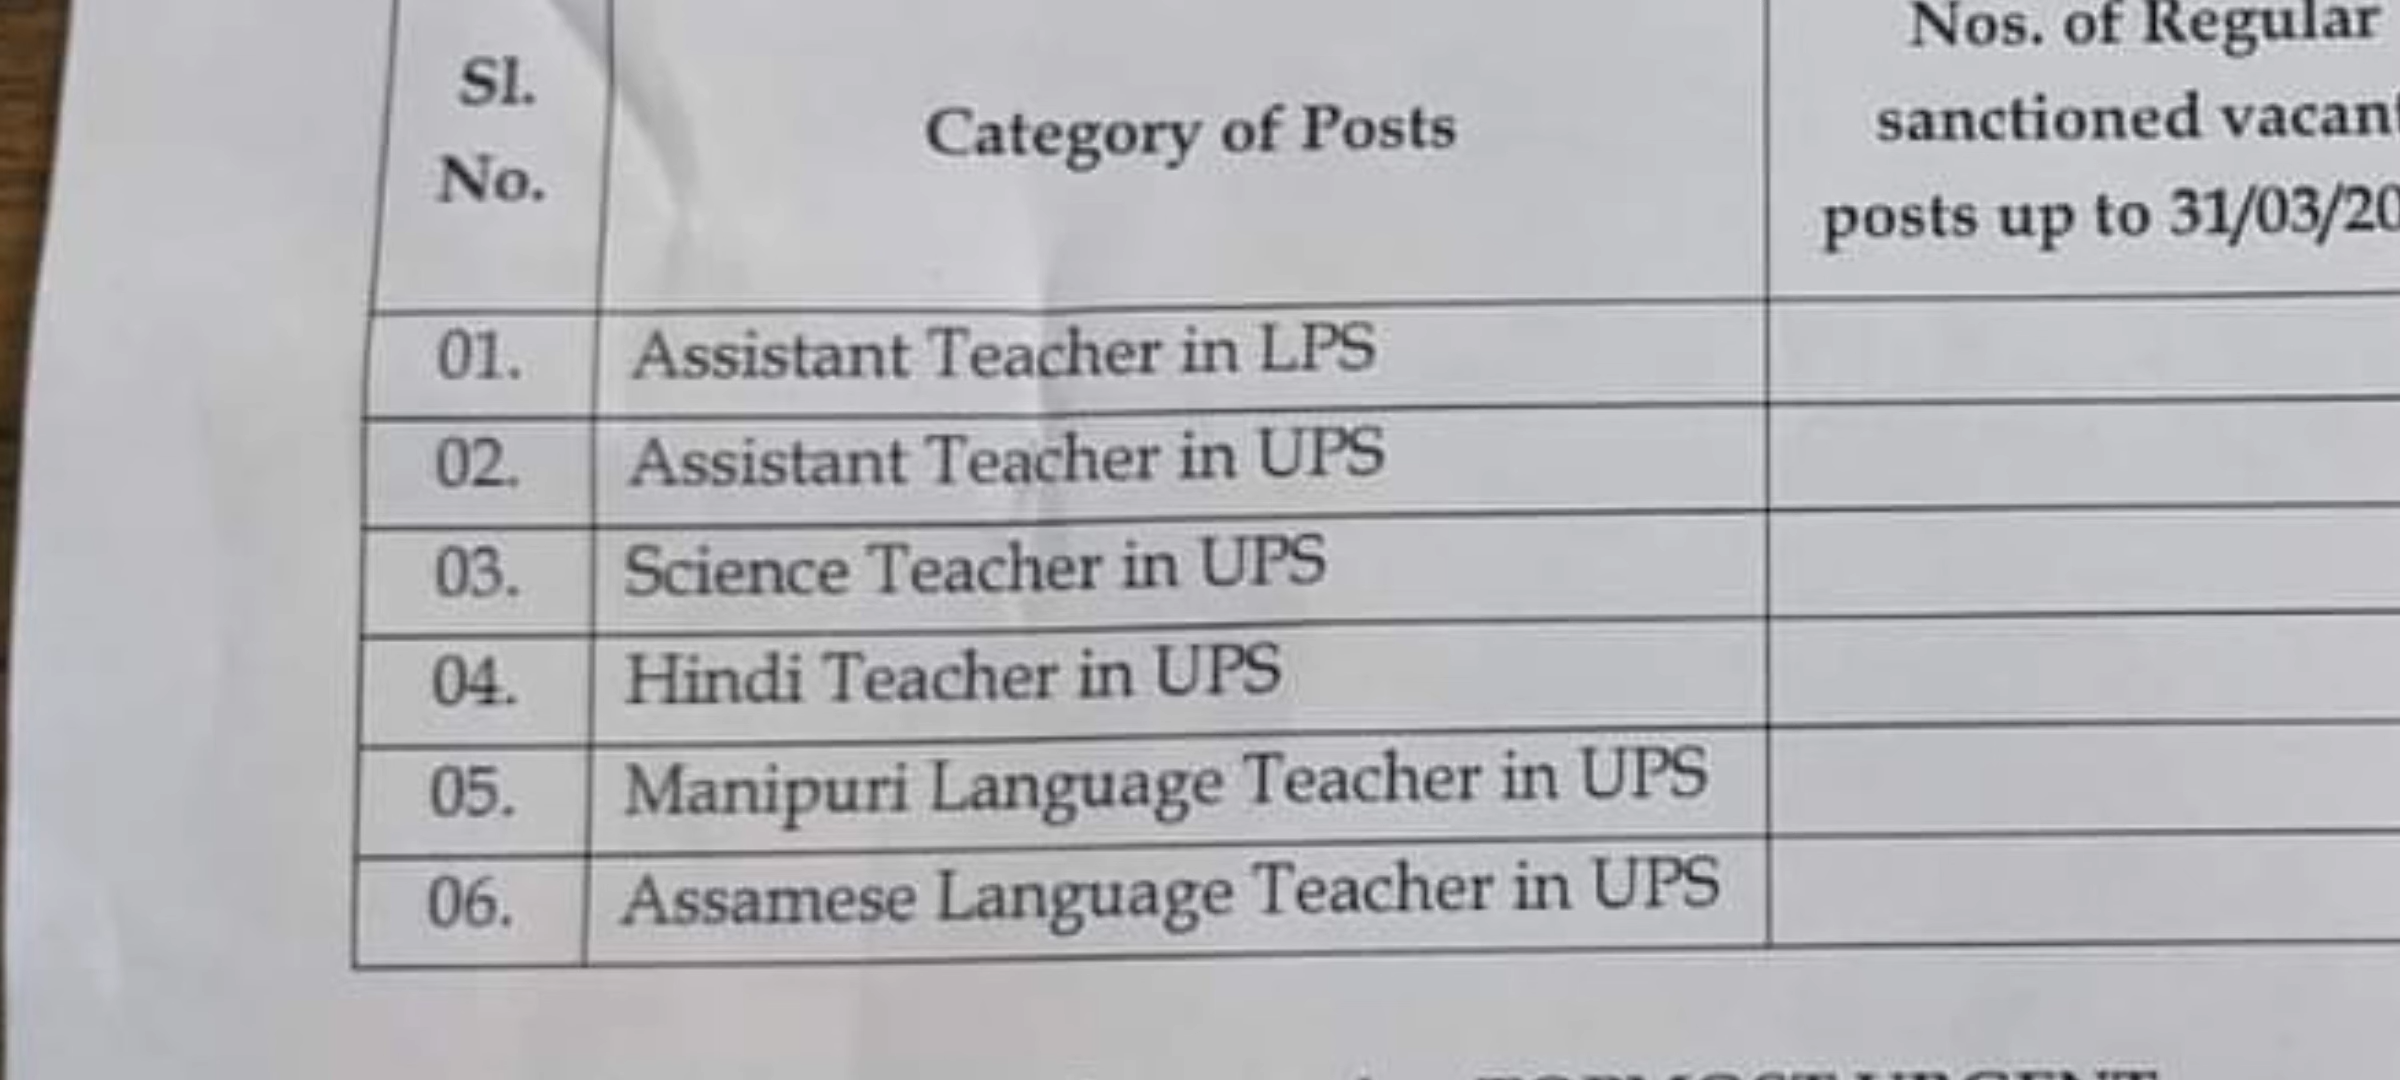 Sl.
No.
Category of Posts
Nos. of Regular
sanctioned vacant
posts up to 31/03/20
01. Assistant Teacher in LPS
02. Assistant Teacher in UPS
03. Science Teacher in UPS
04. Hindi Teacher in UPS
05. Manipuri Language Teacher in UPS
06. Assamese Language Teacher in UPS
URGENT